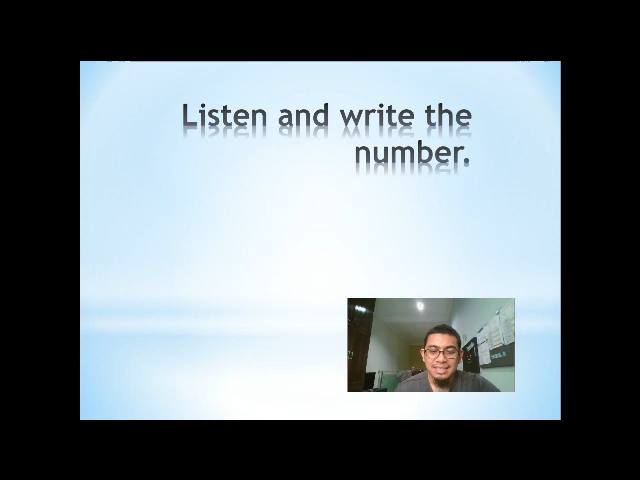 Listen and write the
number.